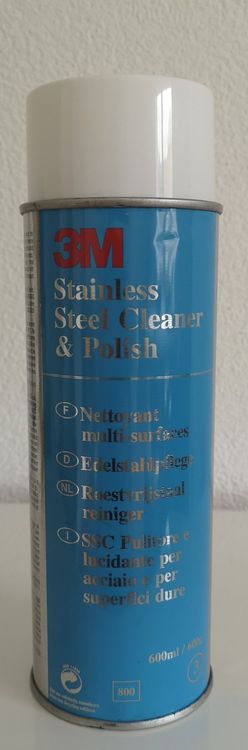 3M
Stainless
Steel Cleaner
& Polish
F Nettoyant
multi-surfaces
D Edelstahlpflege
NL Roestvrijstaal
reiniger
I SSC Pulitore e
lucidante per
acciaio e per
superfici dure
600ml / 600
800